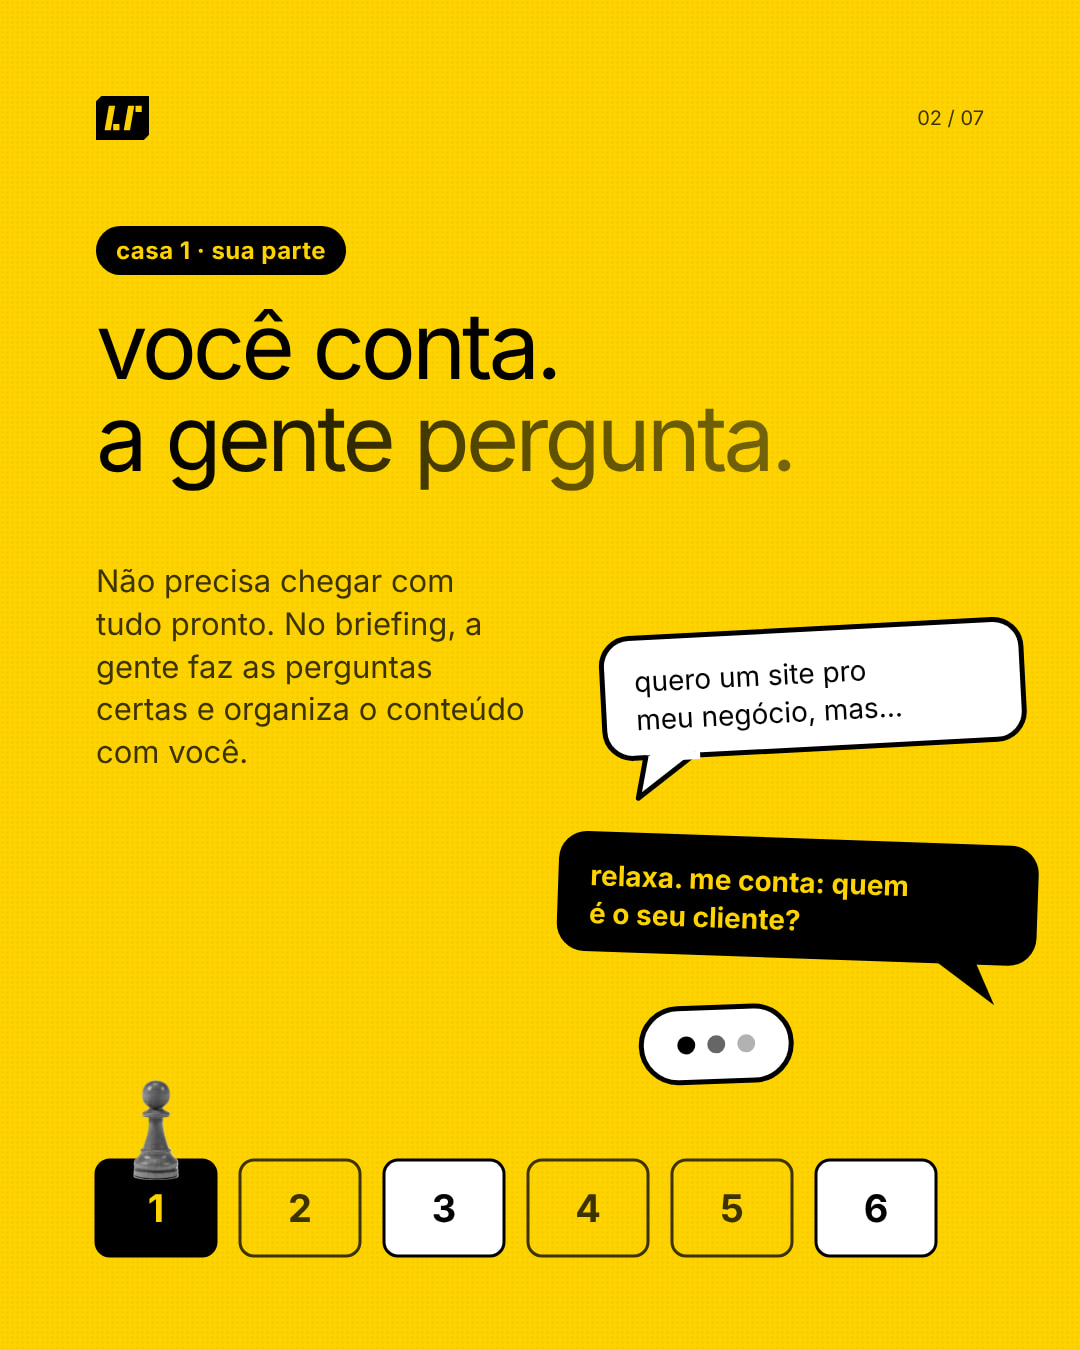 LT
02 / 07
casa 1 · sua parte
você conta.
a gente pergunta.
Não precisa chegar com
tudo pronto. No briefing, a
gente faz as perguntas
certas e organiza o conteúdo
com você.
quero um site pro
meu negócio, mas...
relaxa. me conta: quem
é o seu cliente?
1
2
3
4
5
6